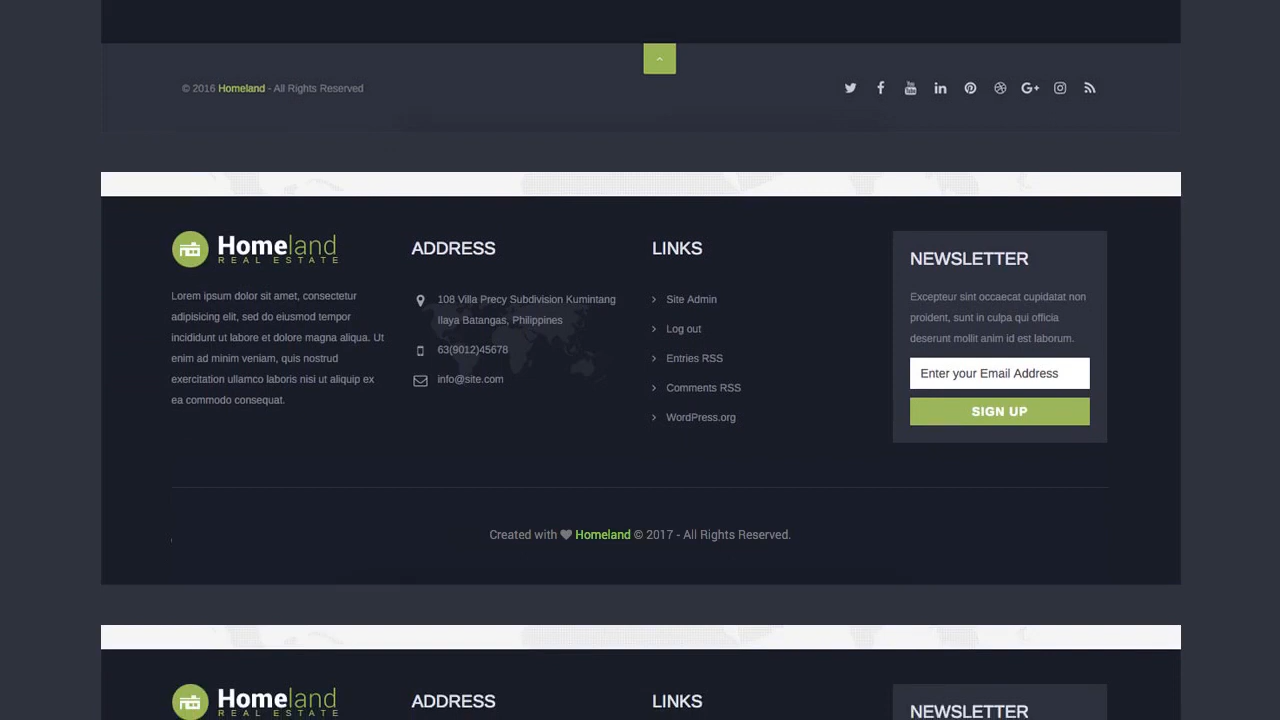 © 2016 Homeland - All Rights Reserved
Homeland
REAL ESTATE
Lorem ipsum dolor sit amet, consectetur
adipisicing elit, sed do eiusmod tempor
incididunt ut labore et dolore magna aliqua. Ut
enim ad minim veniam, quis nostrud
exercitation ullamco laboris nisi ut aliquip ex
ea commodo consequat.
ADDRESS
108 Villa Precy Subdivision Kumintang
Ilaya Batangas, Philippines
63(9012)45678
info@site.com
LINKS
Site Admin
Log out
Entries RSS
Comments RSS
WordPress.org
NEWSLETTER
Excepteur sint occaecat cupidatat non
proident, sunt in culpa qui officia
deserunt mollit anim id est laborum.
Enter your Email Address
SIGN UP
Created with Homeland © 2017 - All Rights Reserved.
Homeland
REAL ESTATE
ADDRESS
LINKS
NEWSLETTER